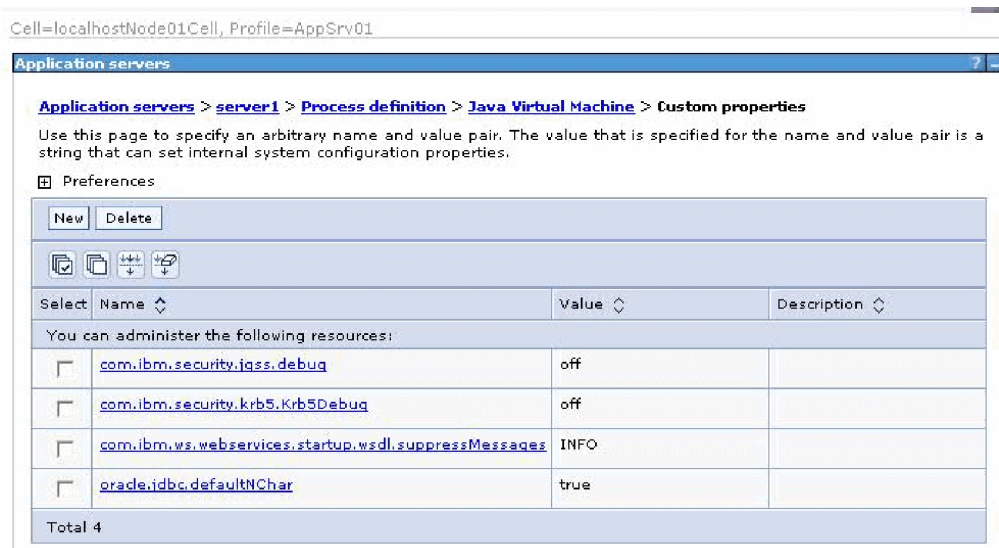 Cell=localhostNode01Cell, Profile=AppSrv01
Application servers ? -
Application servers > server1 > Process definition > Java Virtual Machine > Custom properties
Use this page to specify an arbitrary name and value pair. The value that is specified for the name and value pair is a
string that can set internal system configuration properties.
+ Preferences
New Delete
Select Name Value Description
You can administer the following resources:
com.ibm.security.jgss.debug off
com.ibm.security.krb5.Krb5Debug off
com.ibm.ws.webservices.startup.wsdl.suppressMessages INFO
oracle.jdbc.defaultNChar true
Total 4